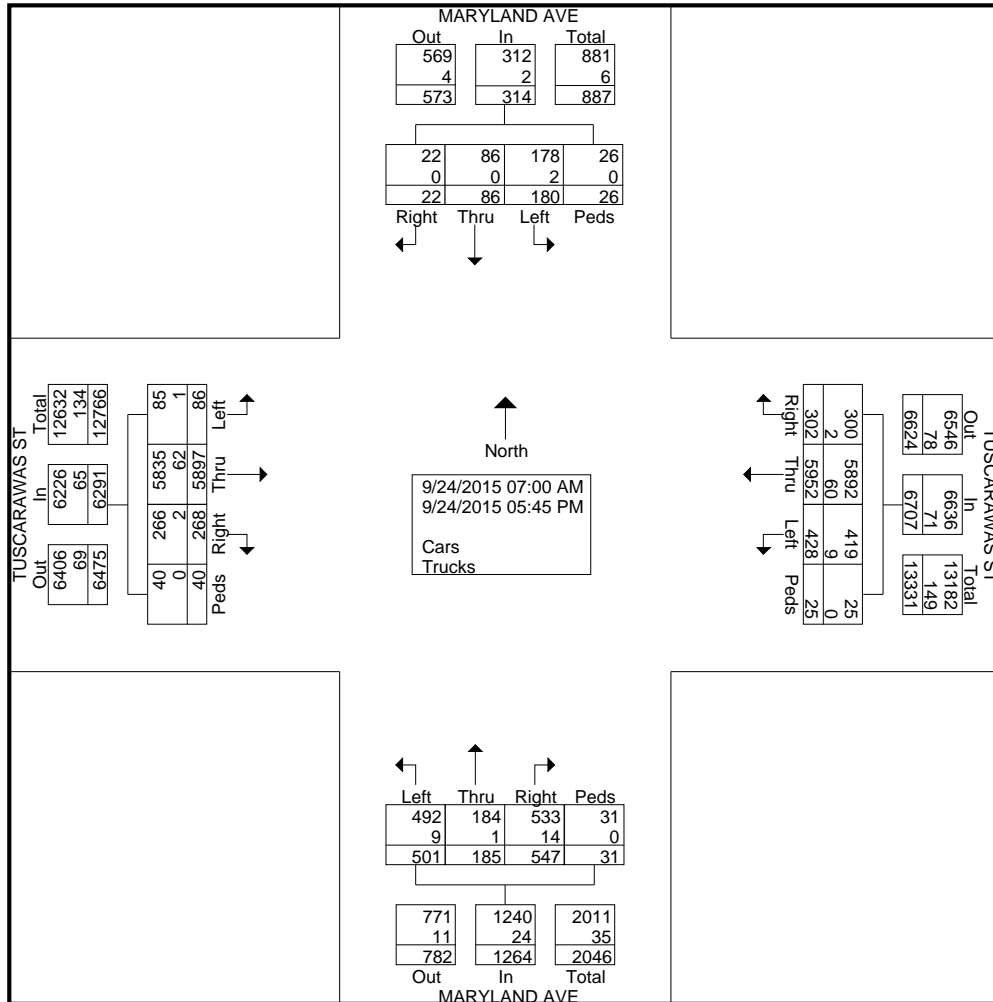 MARYLAND AVE
Out In Total
569 312 881
4 2 6
573 314 887
22 86 178 26
0 0 2 0
22 86 180 26
Right Thru Left Peds
TUSCARAWAS ST
Total In Out
12632 6226 6406
134 65 69
12766 6291 6475
85 5835 266 40
1 62 2 0
86 5897 268 40
Left Thru Right Peds
North
9/24/2015 07:00 AM
9/24/2015 05:45 PM
Cars
Trucks
Right Thru Left Peds
302 5952 428 25
2 60 9 0
300 5892 419 25
6624 6707 13331
78 71 149
6546 6636 13182
Out In Total
TUSCARAWAS ST
Left Thru Right Peds
492 184 533 31
9 1 14 0
501 185 547 31
771 1240 2011
11 24 35
782 1264 2046
Out In Total
MARYLAND AVE